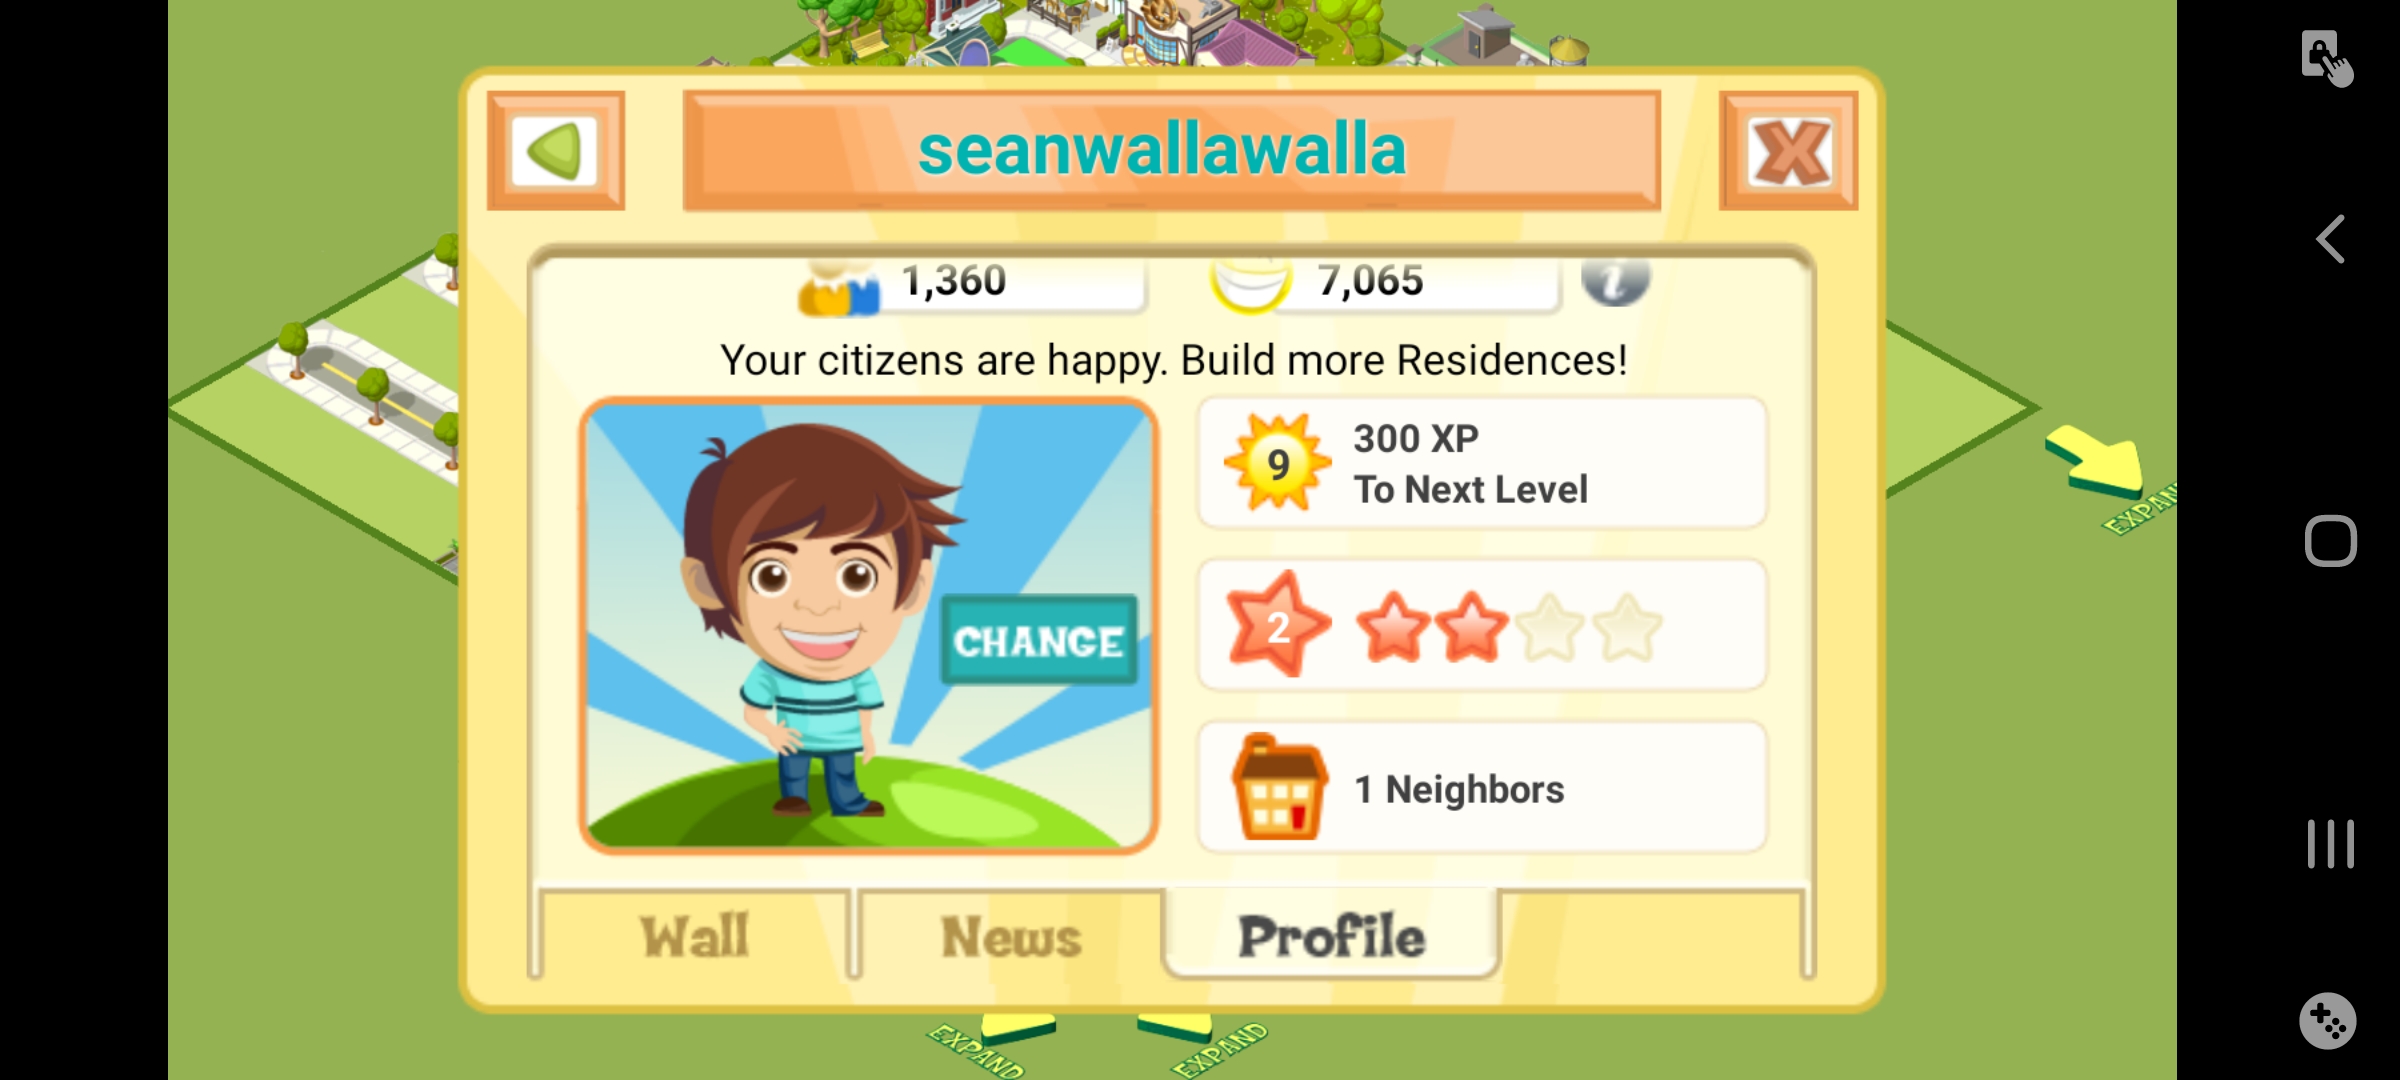 seanwallawalla
1,360
7,065
i
Your citizens are happy. Build more Residences!
9
300 XP
To Next Level
2
CHANGE
1 Neighbors
Wall
News
Profile
EXPAND
EXPAND
EXPAN